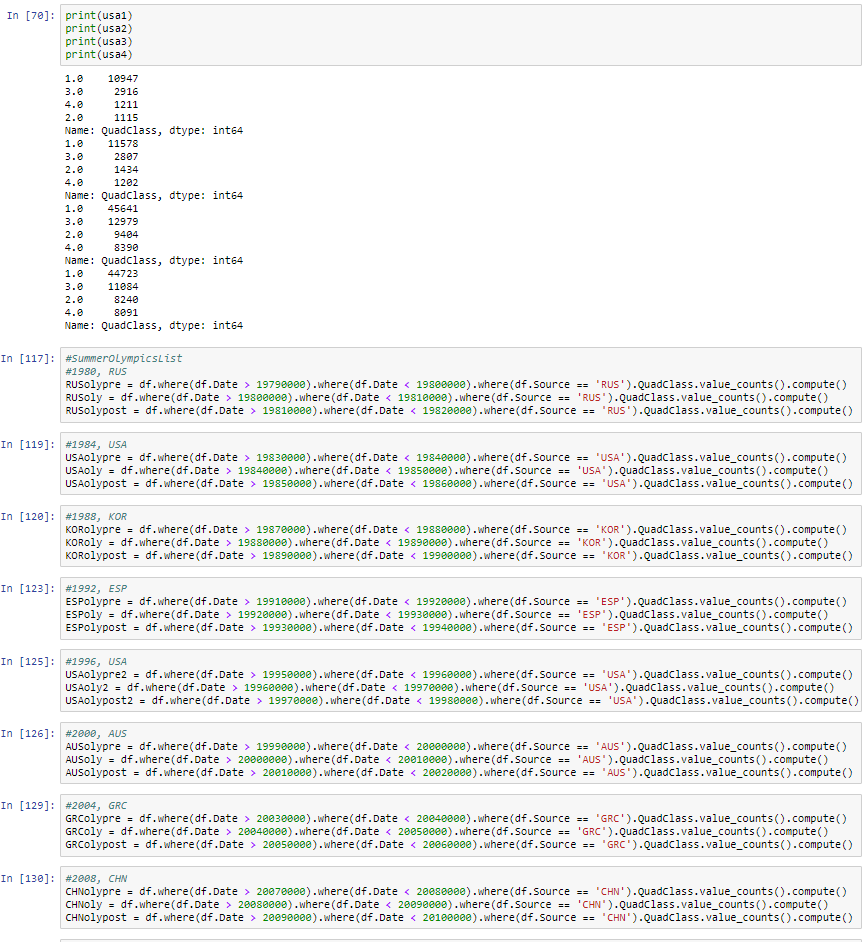 In [70]: print(usa1)
print(usa2)
print(usa3)
print(usa4)
1.0    10947
3.0     2916
4.0     1211
2.0     1115
Name: QuadClass, dtype: int64
1.0    11578
3.0     2807
2.0     1434
4.0     1202
Name: QuadClass, dtype: int64
1.0    45641
3.0    12979
2.0     9404
4.0     8390
Name: QuadClass, dtype: int64
1.0    44723
3.0    11084
2.0     8240
4.0     8091
Name: QuadClass, dtype: int64
In [117]: #SummerOlympicsList
#1980, RUS
RUSolypre = df.where(df.Date > 19790000).where(df.Date < 19800000).where(df.Source == 'RUS').QuadClass.value_counts().compute()
RUSoly = df.where(df.Date > 19800000).where(df.Date < 19810000).where(df.Source == 'RUS').QuadClass.value_counts().compute()
RUSolypost = df.where(df.Date > 19810000).where(df.Date < 19820000).where(df.Source == 'RUS').QuadClass.value_counts().compute()
In [119]: #1984, USA
USAolypre = df.where(df.Date > 19830000).where(df.Date < 19840000).where(df.Source == 'USA').QuadClass.value_counts().compute()
USAoly = df.where(df.Date > 19840000).where(df.Date < 19850000).where(df.Source == 'USA').QuadClass.value_counts().compute()
USAolypost = df.where(df.Date > 19850000).where(df.Date < 19860000).where(df.Source == 'USA').QuadClass.value_counts().compute()
In [120]: #1988, KOR
KORolypre = df.where(df.Date > 19870000).where(df.Date < 19880000).where(df.Source == 'KOR').QuadClass.value_counts().compute()
KORoly = df.where(df.Date > 19880000).where(df.Date < 19890000).where(df.Source == 'KOR').QuadClass.value_counts().compute()
KORolypost = df.where(df.Date > 19890000).where(df.Date < 19900000).where(df.Source == 'KOR').QuadClass.value_counts().compute()
In [123]: #1992, ESP
ESPolypre = df.where(df.Date > 19910000).where(df.Date < 19920000).where(df.Source == 'ESP').QuadClass.value_counts().compute()
ESPoly = df.where(df.Date > 19920000).where(df.Date < 19930000).where(df.Source == 'ESP').QuadClass.value_counts().compute()
ESPolypost = df.where(df.Date > 19930000).where(df.Date < 19940000).where(df.Source == 'ESP').QuadClass.value_counts().compute()
In [125]: #1996, USA
USAolypre2 = df.where(df.Date > 19950000).where(df.Date < 19960000).where(df.Source == 'USA').QuadClass.value_counts().compute()
USAoly2 = df.where(df.Date > 19960000).where(df.Date < 19970000).where(df.Source == 'USA').QuadClass.value_counts().compute()
USAolypost2 = df.where(df.Date > 19970000).where(df.Date < 19980000).where(df.Source == 'USA').QuadClass.value_counts().compute()
In [126]: #2000, AUS
AUSolypre = df.where(df.Date > 19990000).where(df.Date < 20000000).where(df.Source == 'AUS').QuadClass.value_counts().compute()
AUSoly = df.where(df.Date > 20000000).where(df.Date < 20010000).where(df.Source == 'AUS').QuadClass.value_counts().compute()
AUSolypost = df.where(df.Date > 20010000).where(df.Date < 20020000).where(df.Source == 'AUS').QuadClass.value_counts().compute()
In [129]: #2004, GRC
GRColypre = df.where(df.Date > 20030000).where(df.Date < 20040000).where(df.Source == 'GRC').QuadClass.value_counts().compute()
GRColy = df.where(df.Date > 20040000).where(df.Date < 20050000).where(df.Source == 'GRC').QuadClass.value_counts().compute()
GRColypost = df.where(df.Date > 20050000).where(df.Date < 20060000).where(df.Source == 'GRC').QuadClass.value_counts().compute()
In [130]: #2008, CHN
CHNolypre = df.where(df.Date > 20070000).where(df.Date < 20080000).where(df.Source == 'CHN').QuadClass.value_counts().compute()
CHNoly = df.where(df.Date > 20080000).where(df.Date < 20090000).where(df.Source == 'CHN').QuadClass.value_counts().compute()
CHNolypost = df.where(df.Date > 20090000).where(df.Date < 20100000).where(df.Source == 'CHN').QuadClass.value_counts().compute()